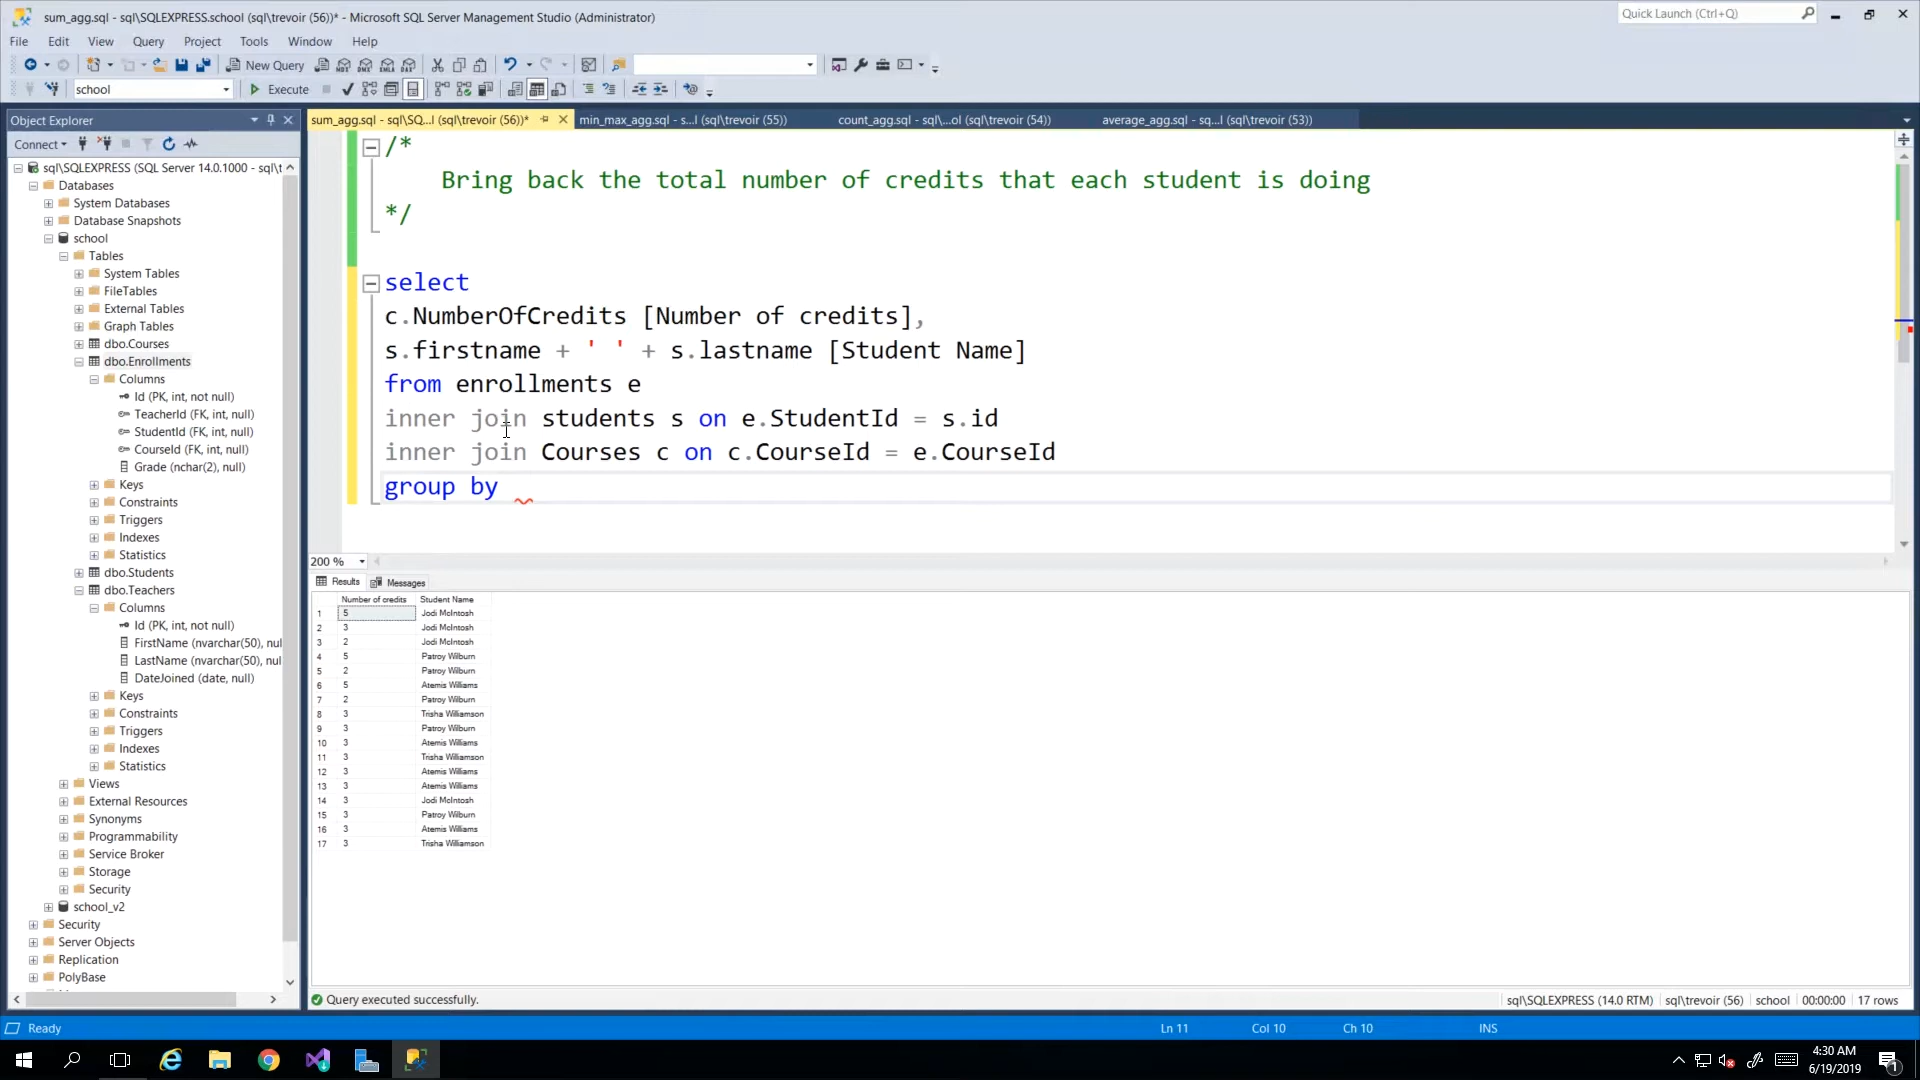 sum_agg.sql - sql\SQLEXPRESS.school (sql\trevoir (56))* - Microsoft SQL Server Management Studio (Administrator)
Quick Launch (Ctrl+Q)
File Edit View Query Project Tools Window Help
New Query
school Execute
Object Explorer
sum_agg.sql - sql\SQ...l (sql\trevoir (56))* min_max_agg.sql - s...l (sql\trevoir (55)) count_agg.sql - sql\...ol (sql\trevoir (54)) average_agg.sql - sq...l (sql\trevoir (53))
Connect
sql\SQLEXPRESS (SQL Server 14.0.1000 - sql\t
Databases
System Databases
Database Snapshots
school
Tables
System Tables
FileTables
External Tables
Graph Tables
dbo.Courses
dbo.Enrollments
Columns
Id (PK, int, not null)
TeacherId (FK, int, null)
StudentId (FK, int, null)
CourseId (FK, int, null)
Grade (nchar(2), null)
Keys
Constraints
Triggers
Indexes
Statistics
dbo.Students
dbo.Teachers
Columns
Id (PK, int, not null)
FirstName (nvarchar(50), nul
LastName (nvarchar(50), nul
DateJoined (date, null)
Keys
Constraints
Triggers
Indexes
Statistics
Views
External Resources
Synonyms
Programmability
Service Broker
Storage
Security
school_v2
Security
Server Objects
Replication
PolyBase
/*
Bring back the total number of credits that each student is doing
*/
select
c.NumberOfCredits [Number of credits],
s.firstname + ' ' + s.lastname [Student Name]
from enrollments e
inner join students s on e.StudentId = s.id
inner join Courses c on c.CourseId = e.CourseId
group by
200 %
Results Messages
Number of credits Student Name
1 5 Jodi McIntosh
2 3 Jodi McIntosh
3 2 Jodi McIntosh
4 5 Patroy Wilburn
5 2 Patroy Wilburn
6 5 Atemis Williams
7 2 Patroy Wilburn
8 3 Trisha Williamson
9 3 Patroy Wilburn
10 3 Atemis Williams
11 3 Trisha Williamson
12 3 Atemis Williams
13 3 Atemis Williams
14 3 Jodi McIntosh
15 3 Patroy Wilburn
16 3 Atemis Williams
17 3 Trisha Williamson
Query executed successfully. sql\SQLEXPRESS (14.0 RTM) sql\trevoir (56) school 00:00:00 17 rows
Ready Ln 11 Col 10 Ch 10 INS
4:30 AM
6/19/2019
1